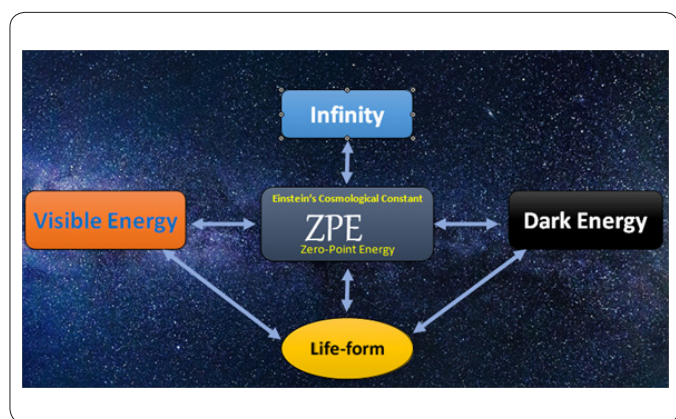 Infinity
Einstein's Cosmological Constant
Visible Energy
ZPE
Dark Energy
Zero-Point Energy
Life-form